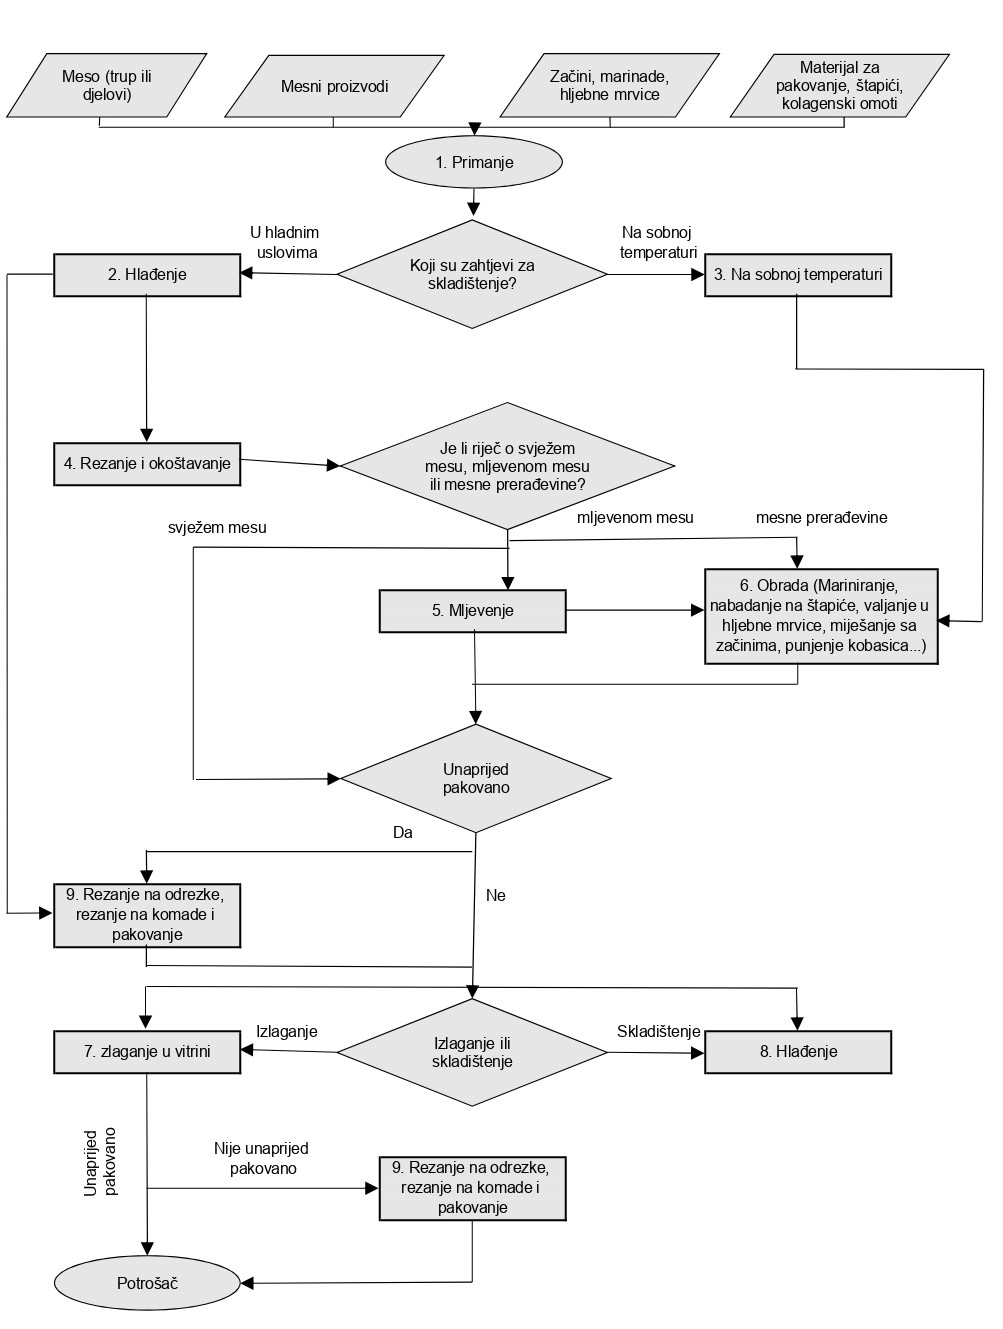 Meso (trup ili
djelovi)
Mesni proizvodi
Začini, marinade,
hljebne mrvice
Materijal za
pakovanje, štapići,
kolagenski omoti
1. Primanje
U hladnim
uslovima
Koji su zahtjevi za
skladištenje?
Na sobnoj
temperaturi
2. Hlađenje
3. Na sobnoj temperaturi
4. Rezanje i okoštavanje
Je li riječ o svježem
mesu, mljevenom mesu
ili mesne prerađevine?
svježem mesu
mljevenom mesu
mesne prerađevine
5. Mljevenje
6. Obrada (Mariniranje,
nabadanje na štapiće, valjanje u
hljebne mrvice, miješanje sa
začinima, punjenje kobasica...)
Unaprijed
pakovano
Da
Ne
9. Rezanje na odrezke,
rezanje na komade i
pakovanje
7. zlaganje u vitrini
Izlaganje
Izlaganje ili
skladištenje
Skladištenje
8. Hlađenje
Unaprijed
pakovano
Nije unaprijed
pakovano
9. Rezanje na odrezke,
rezanje na komade i
pakovanje
Potrošač